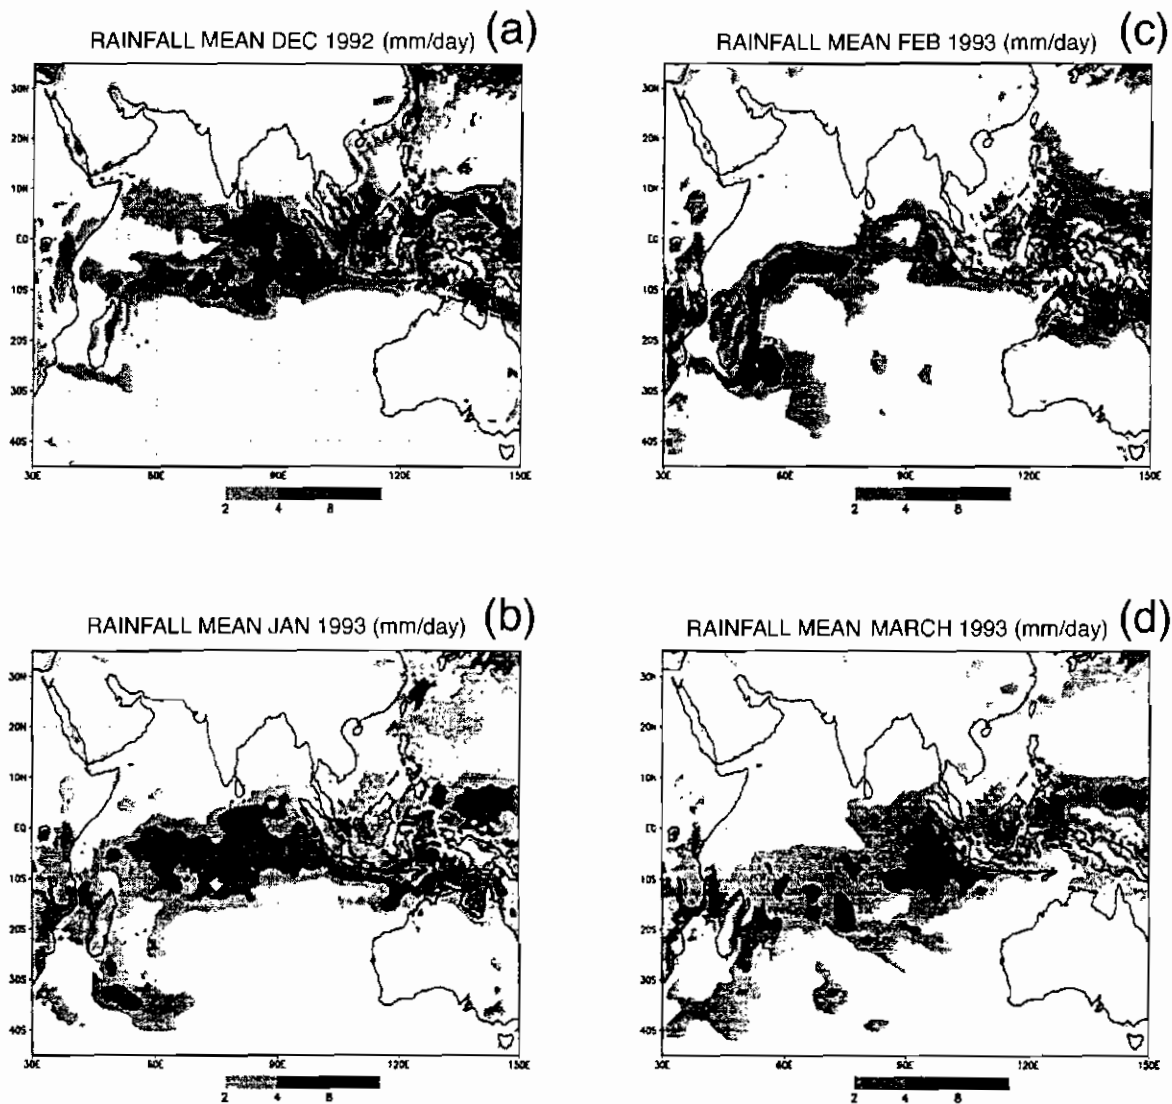 RAINFALL MEAN DEC 1992 (mm/day) (a)
30N
20N
10N
EQ
10S
20S
30S
40S
30E 60E 90E 120E 150E
2 4 8
RAINFALL MEAN FEB 1993 (mm/day) (c)
30N
20N
10N
EQ
10S
20S
30S
40S
30E 60E 90E 120E 150E
2 4 8
RAINFALL MEAN JAN 1993 (mm/day) (b)
30N
20N
10N
EQ
10S
20S
30S
40S
30E 60E 90E 120E 150E
2 4 8
RAINFALL MEAN MARCH 1993 (mm/day) (d)
30N
20N
10N
EQ
10S
20S
30S
40S
30E 60E 90E 120E 150E
2 4 8